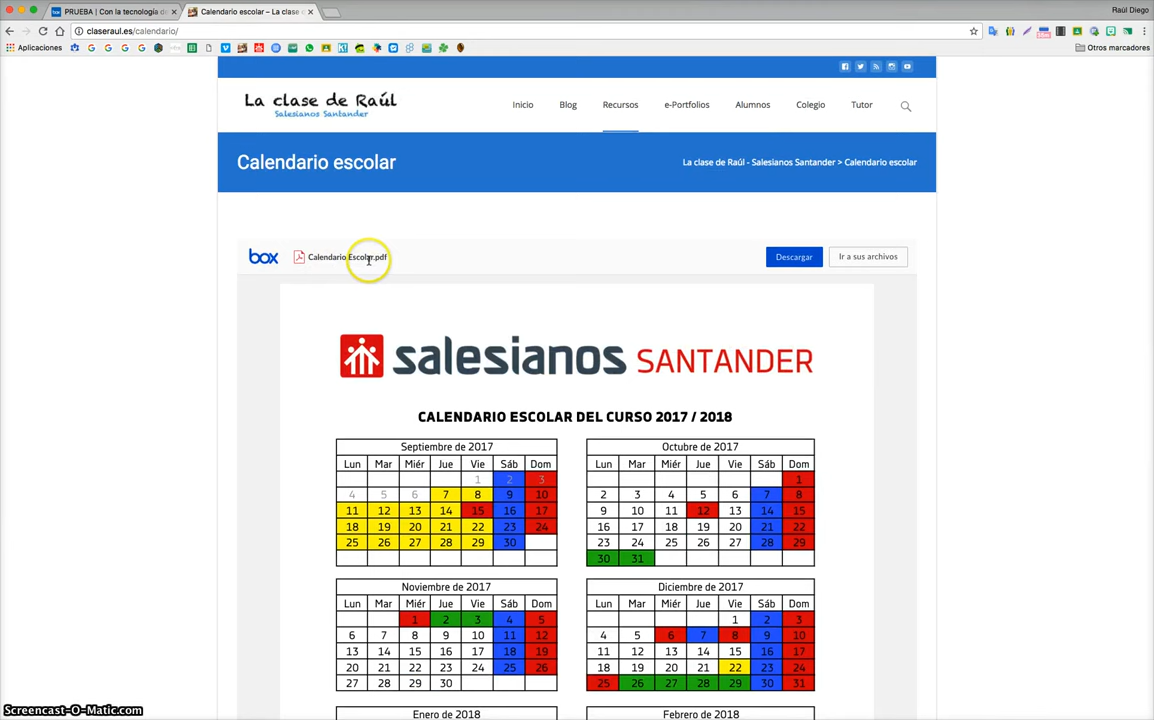 PRUEBA | Con la tecnología de
Calendario escolar – La clase d
Raúl Diego
claseraul.es/calendario/
Aplicaciones
Otros marcadores
La clase de Raúl
Salesianos Santander
Inicio
Blog
Recursos
e-Portfolios
Alumnos
Colegio
Tutor
Calendario escolar
La clase de Raúl - Salesianos Santander > Calendario escolar
box
Calendario Escolar.pdf
Descargar
Ir a sus archivos
salesianos SANTANDER
CALENDARIO ESCOLAR DEL CURSO 2017 / 2018
Septiembre de 2017
Lun Mar Miér Jue Vie Sáb Dom
1 2 3
4 5 6 7 8 9 10
11 12 13 14 15 16 17
18 19 20 21 22 23 24
25 26 27 28 29 30
Octubre de 2017
Lun Mar Miér Jue Vie Sáb Dom
1
2 3 4 5 6 7 8
9 10 11 12 13 14 15
16 17 18 19 20 21 22
23 24 25 26 27 28 29
30 31
Noviembre de 2017
Lun Mar Miér Jue Vie Sáb Dom
1 2 3 4 5
6 7 8 9 10 11 12
13 14 15 16 17 18 19
20 21 22 23 24 25 26
27 28 29 30
Diciembre de 2017
Lun Mar Miér Jue Vie Sáb Dom
1 2 3
4 5 6 7 8 9 10
11 12 13 14 15 16 17
18 19 20 21 22 23 24
25 26 27 28 29 30 31
Enero de 2018
Febrero de 2018
Screencast-O-Matic.com